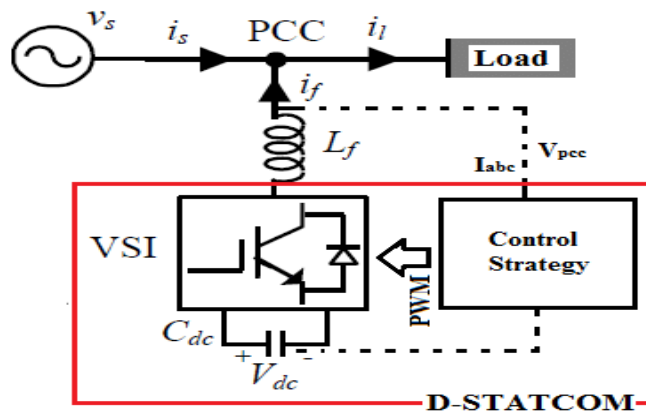 vs
is
PCC
il
Load
if
Lf
Iabc
Vpcc
VSI
PWM
Control
Strategy
Cdc
+
-
Vdc
D-STATCOM